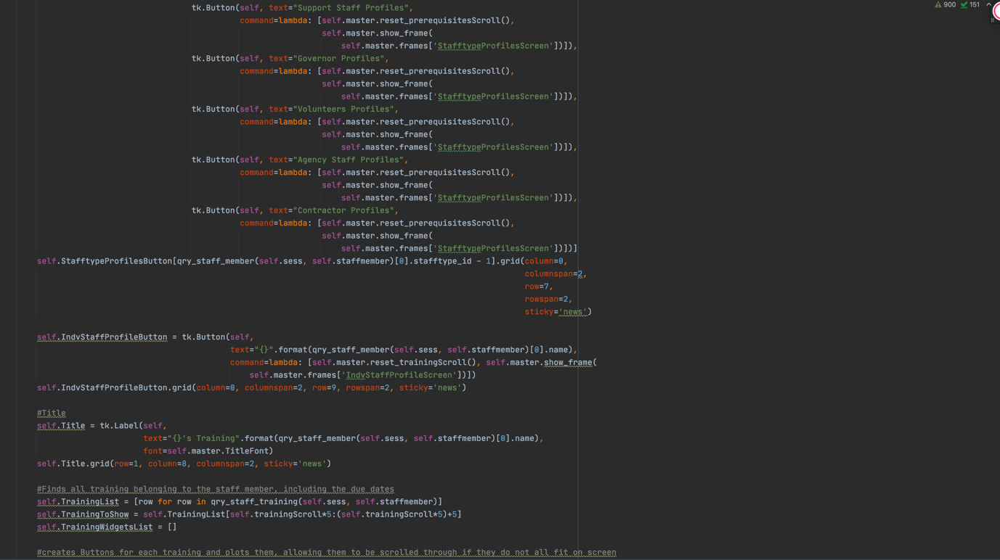 900 151
tk.Button(self, text="Support Staff Profiles",
command=lambda: [self.master.reset_prerequisitesScroll(),
self.master.show_frame(
self.master.frames['StafftypeProfilesScreen'])]),
tk.Button(self, text="Governor Profiles",
command=lambda: [self.master.reset_prerequisitesScroll(),
self.master.show_frame(
self.master.frames['StafftypeProfilesScreen'])]),
tk.Button(self, text="Volunteers Profiles",
command=lambda: [self.master.reset_prerequisitesScroll(),
self.master.show_frame(
self.master.frames['StafftypeProfilesScreen'])]),
tk.Button(self, text="Agency Staff Profiles",
command=lambda: [self.master.reset_prerequisitesScroll(),
self.master.show_frame(
self.master.frames['StafftypeProfilesScreen'])]),
tk.Button(self, text="Contractor Profiles",
command=lambda: [self.master.reset_prerequisitesScroll(),
self.master.show_frame(
self.master.frames['StafftypeProfilesScreen'])])]
self.StafftypeProfilesButton[qry_staff_member(self.sess, self.staffmember)[0].stafftype_id - 1].grid(column=0,
columnspan=2,
row=7,
rowspan=2,
sticky='news')
self.IndvStaffProfileButton = tk.Button(self,
text="{}".format(qry_staff_member(self.sess, self.staffmember)[0].name),
command=lambda: [self.master.reset_trainingScroll(), self.master.show_frame(
self.master.frames['IndvStaffProfileScreen'])])
self.IndvStaffProfileButton.grid(column=0, columnspan=2, row=9, rowspan=2, sticky='news')
#Title
self.Title = tk.Label(self,
text="{}'s Training".format(qry_staff_member(self.sess, self.staffmember)[0].name),
font=self.master.TitleFont)
self.Title.grid(row=1, column=8, columnspan=2, sticky='news')
#Finds all training belonging to the staff member, including the due dates
self.TrainingList = [row for row in qry_staff_training(self.sess, self.staffmember)]
self.TrainingToShow = self.TrainingList[self.trainingScroll*5:(self.trainingScroll*5)+5]
self.TrainingWidgetsList = []
#creates Buttons for each training and plots them, allowing them to be scrolled through if they do not all fit on screen